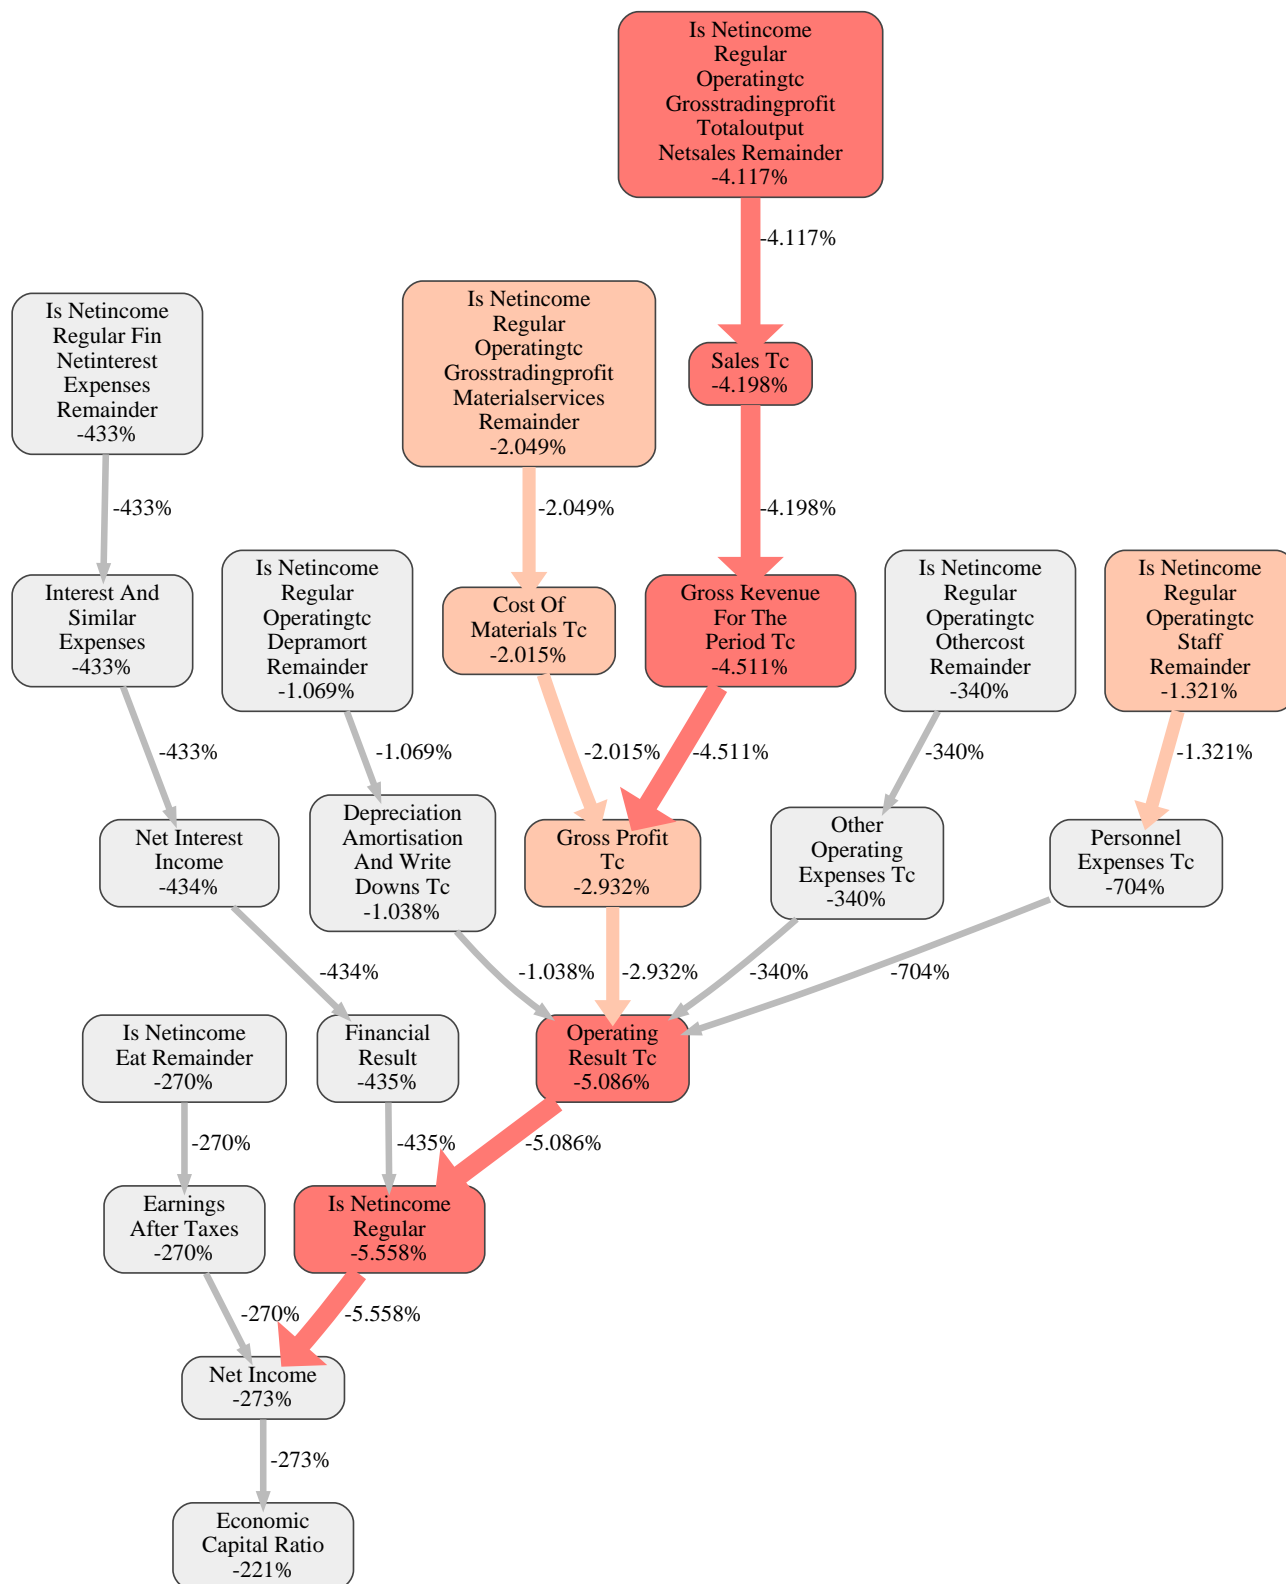 Is Netincome
Regular
Operatingtc
Grosstradingprofit
Totaloutput
Netsales Remainder
-4.117%
-4.117%
Is Netincome
Regular Fin
Netinterest
Expenses
Remainder
-433%
Is Netincome
Regular
Operatingtc
Grosstradingprofit
Materialservices
Remainder
-2.049%
Sales Tc
-4.198%
-433%
-2.049%
-4.198%
Interest And
Similar
Expenses
-433%
Is Netincome
Regular
Operatingtc
Depramort
Remainder
-1.069%
Cost Of
Materials Tc
-2.015%
Gross Revenue
For The
Period Tc
-4.511%
Is Netincome
Regular
Operatingtc
Othercost
Remainder
-340%
Is Netincome
Regular
Operatingtc
Staff
Remainder
-1.321%
-433%
-1.069%
-2.015%
-4.511%
-340%
-1.321%
Net Interest
Income
-434%
Depreciation
Amortisation
And Write
Downs Tc
-1.038%
Gross Profit
Tc
-2.932%
Other
Operating
Expenses Tc
-340%
Personnel
Expenses Tc
-704%
-434%
-1.038%
-2.932%
-340%
-704%
Is Netincome
Eat Remainder
-270%
Financial
Result
-435%
Operating
Result Tc
-5.086%
-270%
-435%
-5.086%
Earnings
After Taxes
-270%
Is Netincome
Regular
-5.558%
-270%
-5.558%
Net Income
-273%
-273%
Economic
Capital Ratio
-221%